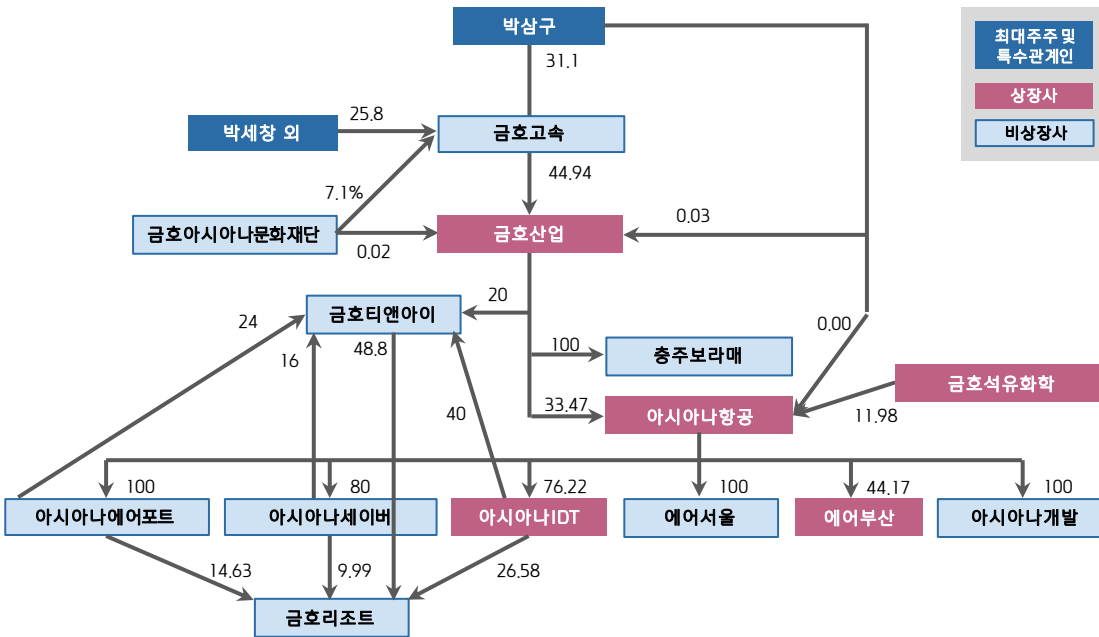 박삼구
최대주주 및
특수관계인
31.1
상장사
25.8
박세창 외
금호고속
비상장사
44.94
7.1%
금호아시아나문화재단
0.02
금호산업
0.03
금호티앤아이
20
24
16
48.8
100
충주보라매
0.00
금호석유화학
40
33.47
아시아나항공
11.98
100
80
76.22
100
44.17
100
아시아나에어포트
아시아나세이버
아시아나IDT
에어서울
에어부산
아시아나개발
14.63
9.99
26.58
금호리조트